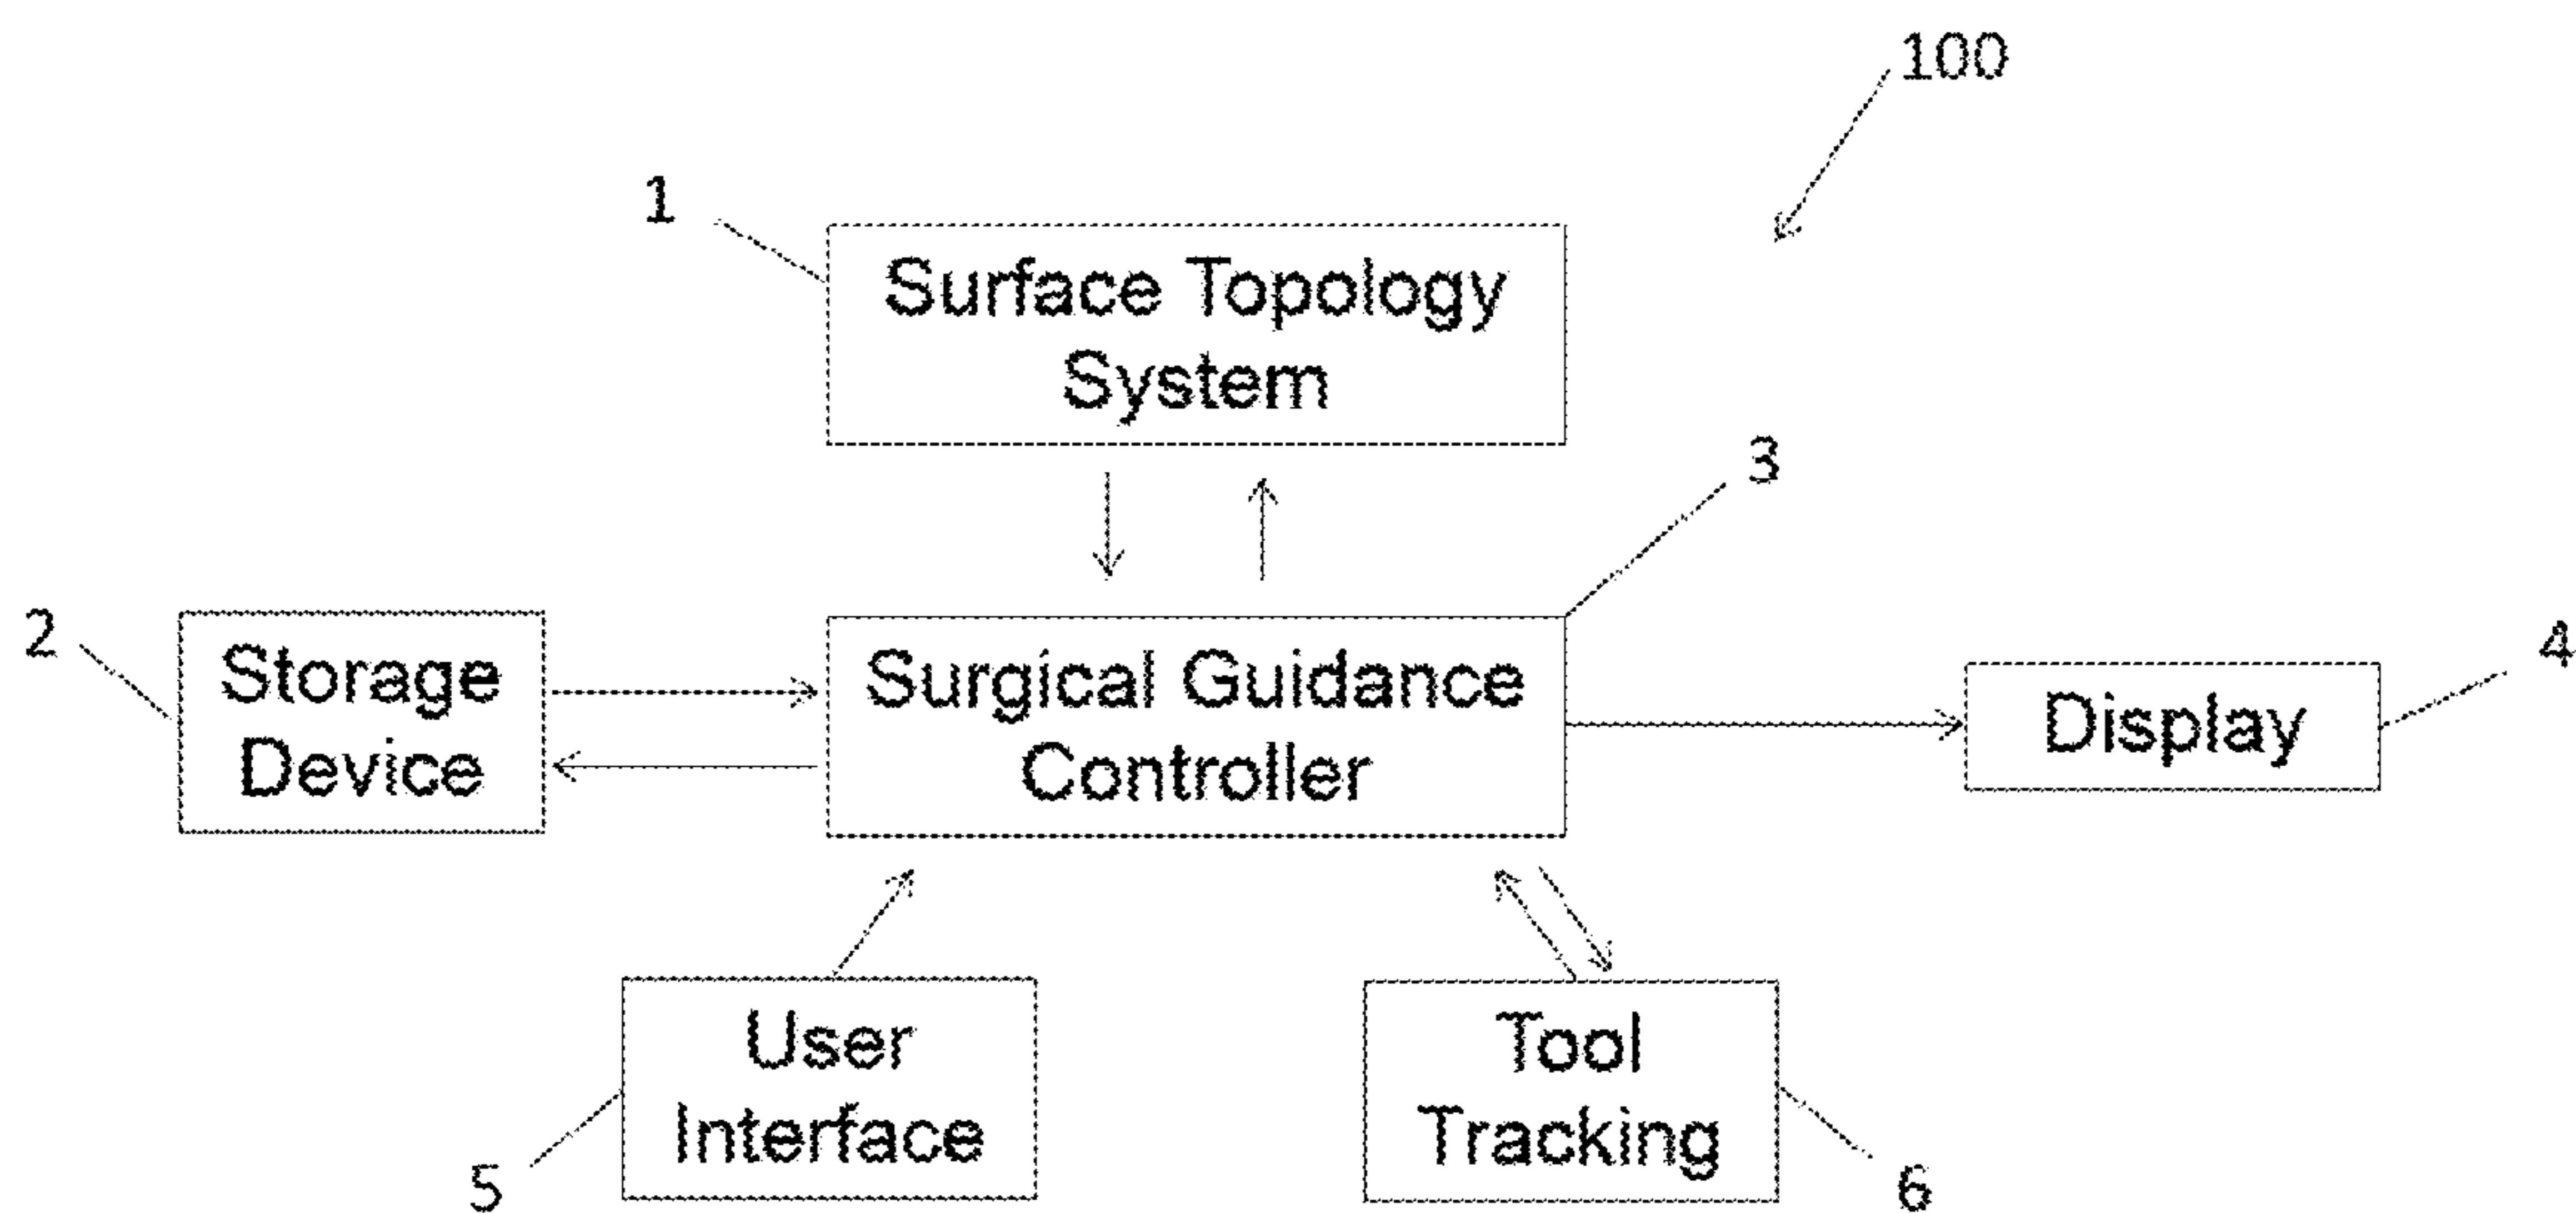 100
1
Surface Topology
System
3
2
Storage
Device
Surgical Guidance
Controller
4
Display
User
Interface
5
Tool
Tracking
6